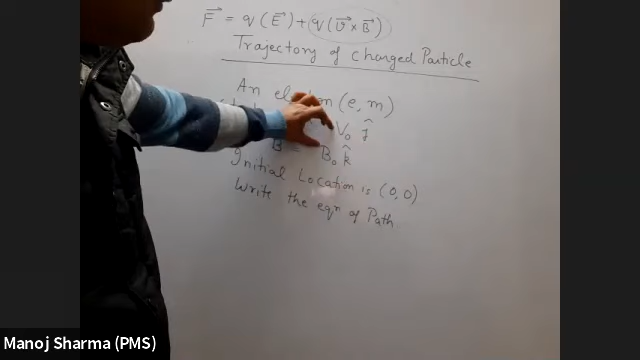 F = q(E) + q(V × B)
Trajectory of Charged Particle
An (e, m)
V₀ ĵ
B = B₀ k̂
Initial Location is (0, 0)
Write the eqn of Path
Manoj Sharma (PMS)